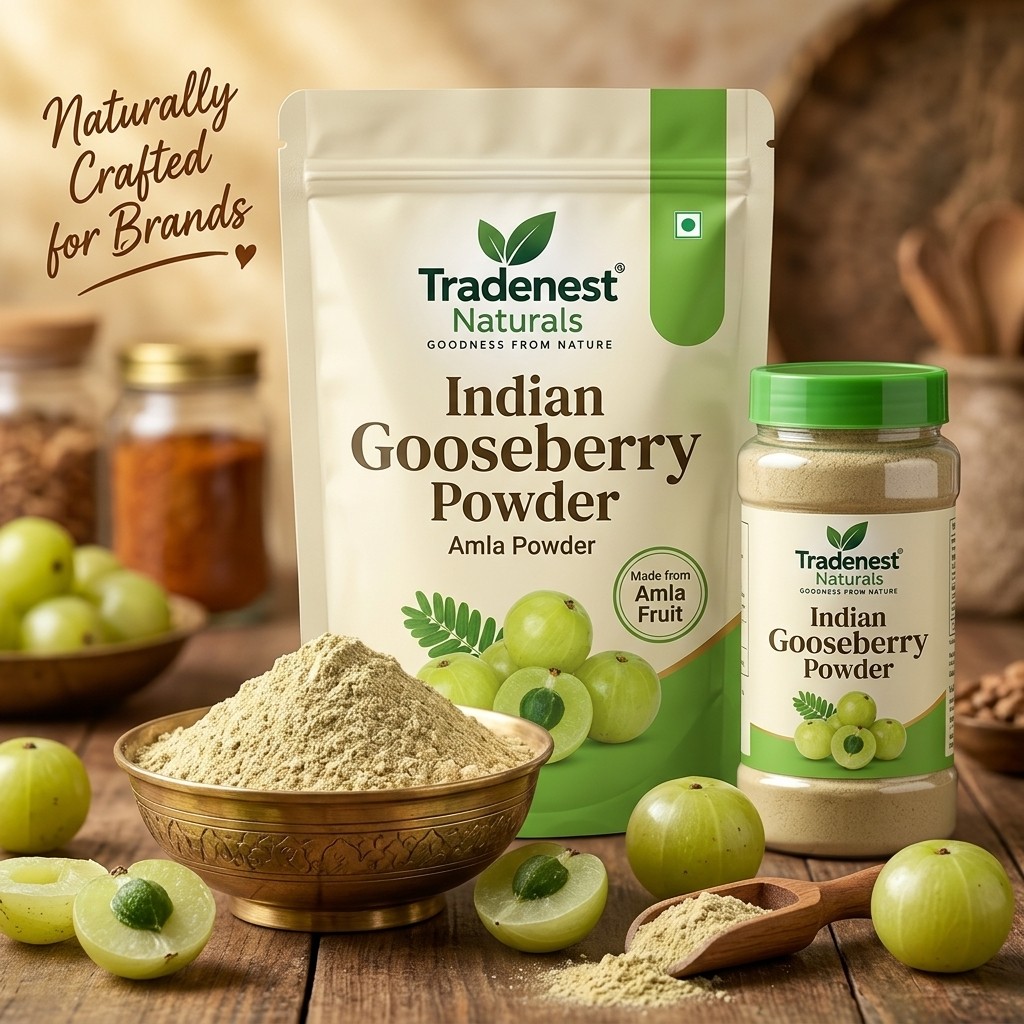 Naturally
Crafted
for Brands
Tradenest®
Naturals
GOODNESS FROM NATURE
Indian
Gooseberry
Powder
Amla Powder
Made from
Amla
Fruit
Tradenest®
Naturals
GOODNESS FROM NATURE
Indian
Gooseberry
Powder